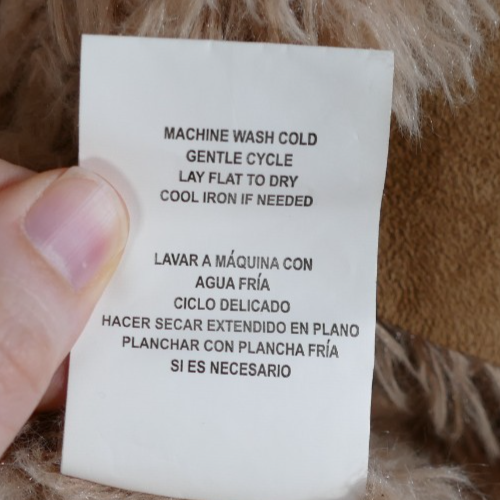 MACHINE WASH COLD
GENTLE CYCLE
LAY FLAT TO DRY
COOL IRON IF NEEDED
LAVAR A MÁQUINA CON
AGUA FRÍA
CICLO DELICADO
HACER SECAR EXTENDIDO EN PLANO
PLANCHAR CON PLANCHA FRÍA
SI ES NECESARIO